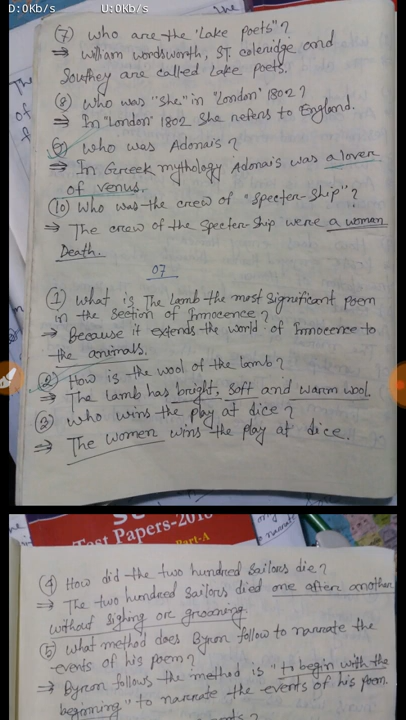 D:0Kb/s U:0Kb/s
(7) who are the "Lake poets"?
⇒ William wordsworth, ST. coleridge and
Southey are called Lake poets.
(8) who was "she" in "London" 1802?
⇒ In "London" 1802 She refers to England.
(9) who was Adonais?
⇒ In Greek mythology Adonais was a lover
of venus.
(10) Who was the crew of "Specter-Ship"?
⇒ The crew of the Specter-Ship were a woman
Death.
07
(1) What is The Lamb the most significant poem
in the section of Innocence?
⇒ Because it extends the world of Innocence to
the animals.
(2) How is the wool of the lamb?
⇒ The lamb has bright, soft and warm wool.
(3) who wins the play at dice?
⇒ The women wins the play at dice.
Test Papers-2018
Part-A
(4) How did the two hundred sailors die?
⇒ The two hundred Sailors died one after another
without sighing or groaning.
(5) what method does Byron follow to narrate the
events of his poem?
⇒ Byron follows the method is "to begin with the
beginning" to narrate the events of his poem.